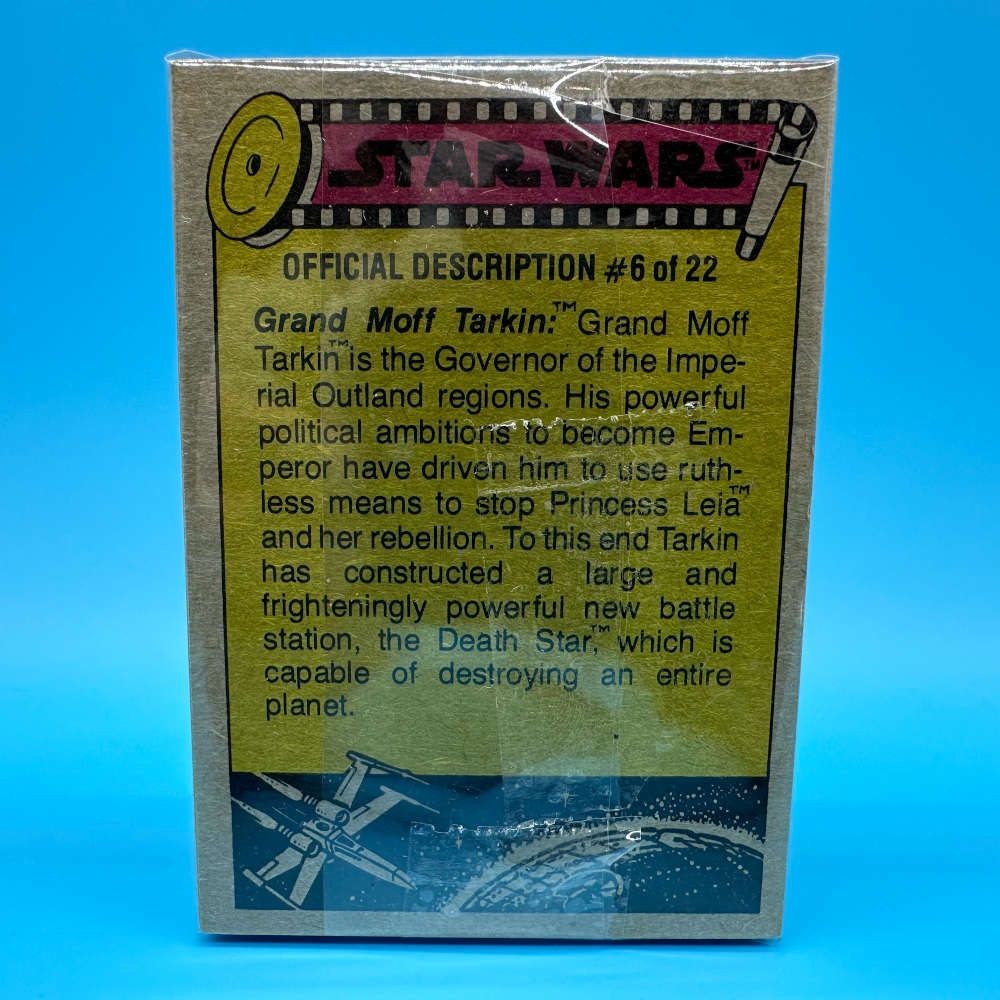 STAR WARS™
OFFICIAL DESCRIPTION #6 of 22
Grand Moff Tarkin:™ Grand Moff
Tarkin™ is the Governor of the Impe-
rial Outland regions. His powerful
political ambitions to become Em-
peror have driven him to use ruth-
less means to stop Princess Leia™
and her rebellion. To this end Tarkin
has constructed a large and
frighteningly powerful new battle
station, the Death Star,™ which is
capable of destroying an entire
planet.